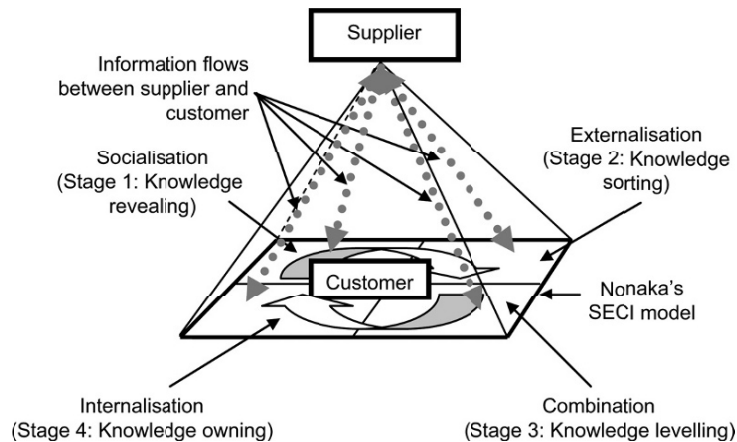 Supplier
Information flows
between supplier and
customer
Socialisation
(Stage 1: Knowledge
revealing)
Externalisation
(Stage 2: Knowledge
sorting)
Customer
Nonaka's
SECI model
Internalisation
(Stage 4: Knowledge owning)
Combination
(Stage 3: Knowledge levelling)